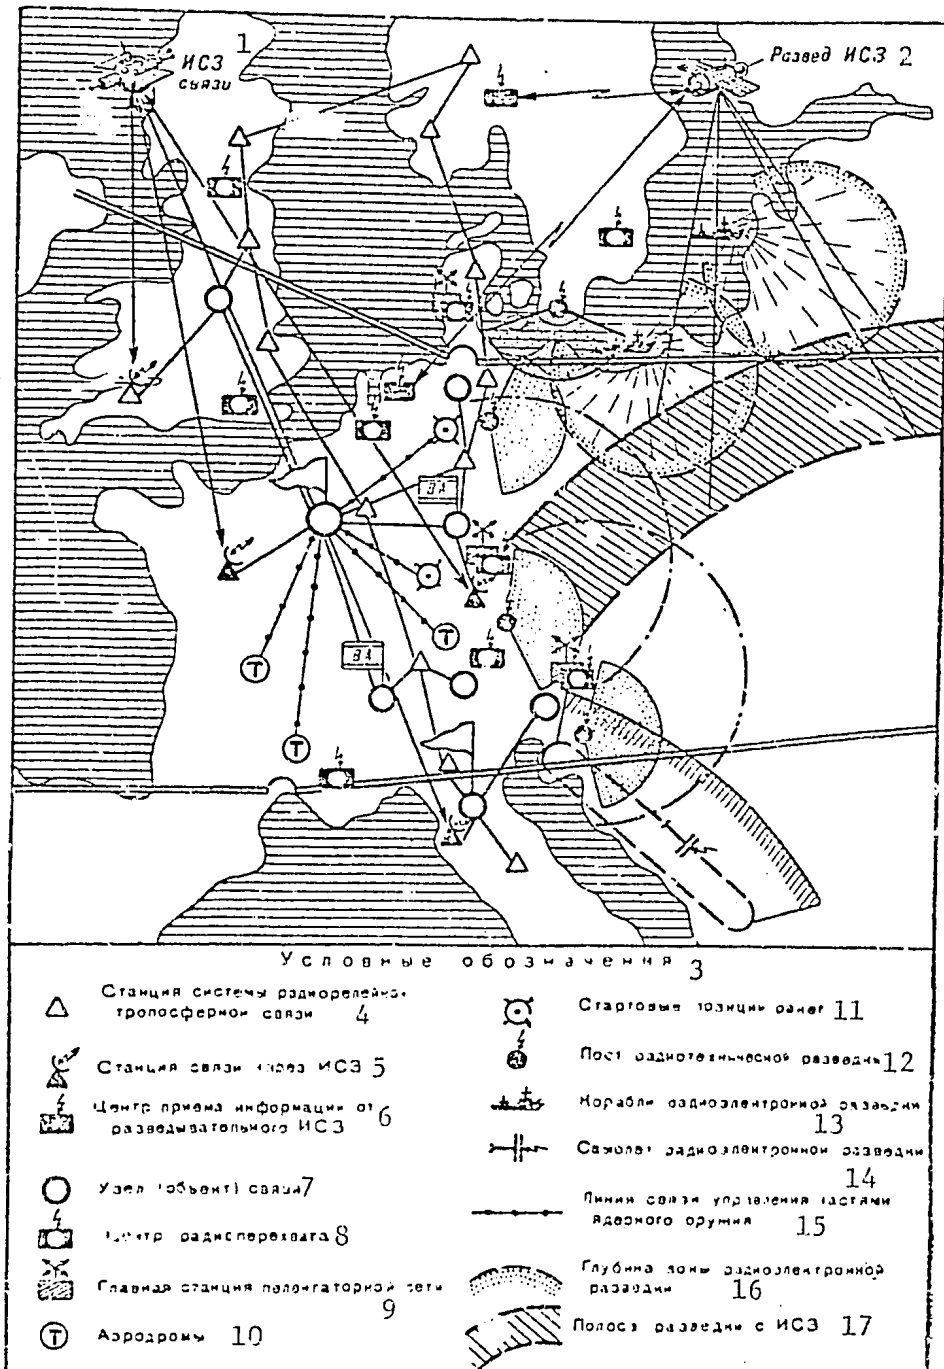 1
ИСЗ
связи
Развед ИСЗ 2
ВА
ВА
Т
Т
Т
Условные обозначения 3
Станция системы радиорелейно-
тропосферной связи 4
Станция связи через ИСЗ 5
Центр приема информации от
разведывательного ИСЗ 6
Узел (объект) связи 7
Центр радиоперехвата 8
Главная станция пеленгаторной сети
9
Т Аэродромы 10
Стартовые позиции ракет 11
Пост радиотехнической разведки 12
Корабли радиоэлектронной разведки
13
Самолет радиоэлектронной разведки
14
Линии связи управления частями
ядерного оружия 15
Глубина зоны радиоэлектронной
разведки 16
Полоса разведки с ИСЗ 17